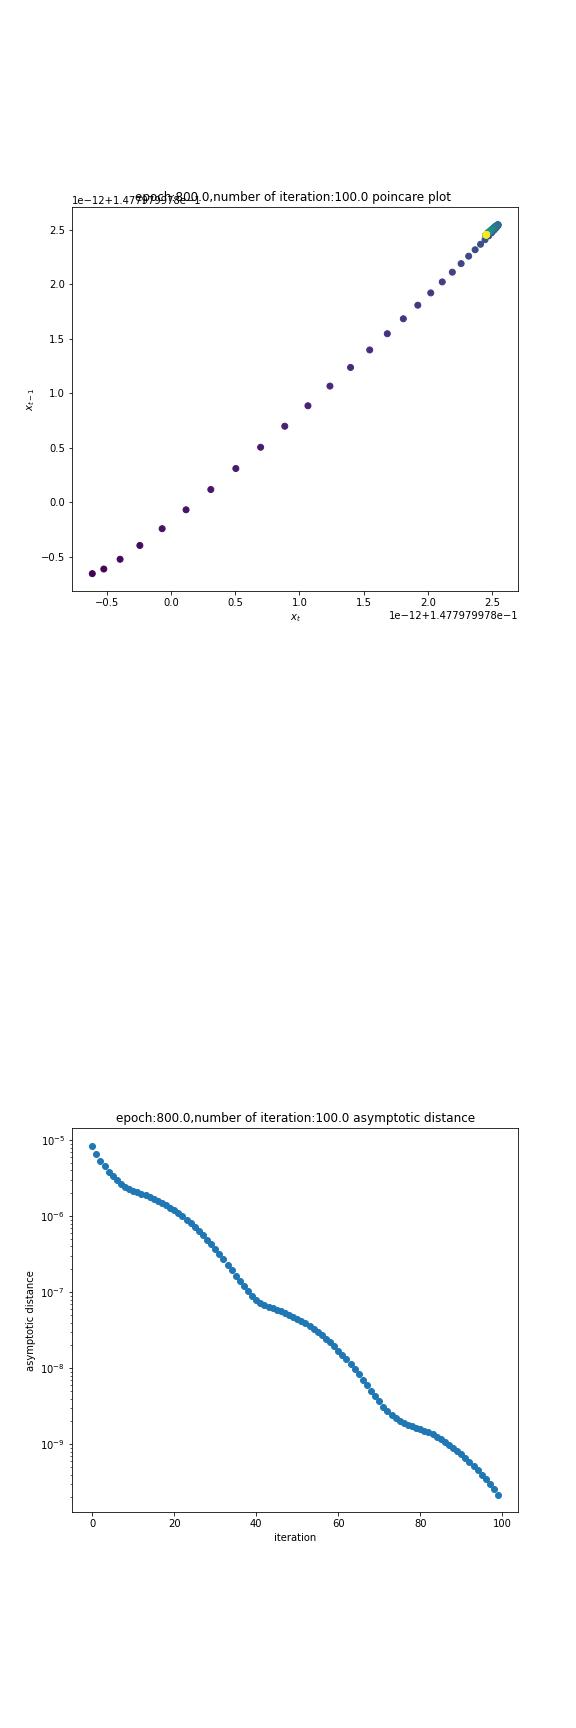 epoch:800.0,number of iteration:100.0 poincare plot
1e−12+1.477979978e−1
2.5
2.0
1.5
1.0
0.5
0.0
−0.5
xt−1
−0.5 0.0 0.5 1.0 1.5 2.0 2.5
xt
1e−12+1.477979978e−1
epoch:800.0,number of iteration:100.0 asymptotic distance
10−5
10−6
10−7
10−8
10−9
asymptotic distance
0 20 40 60 80 100
iteration